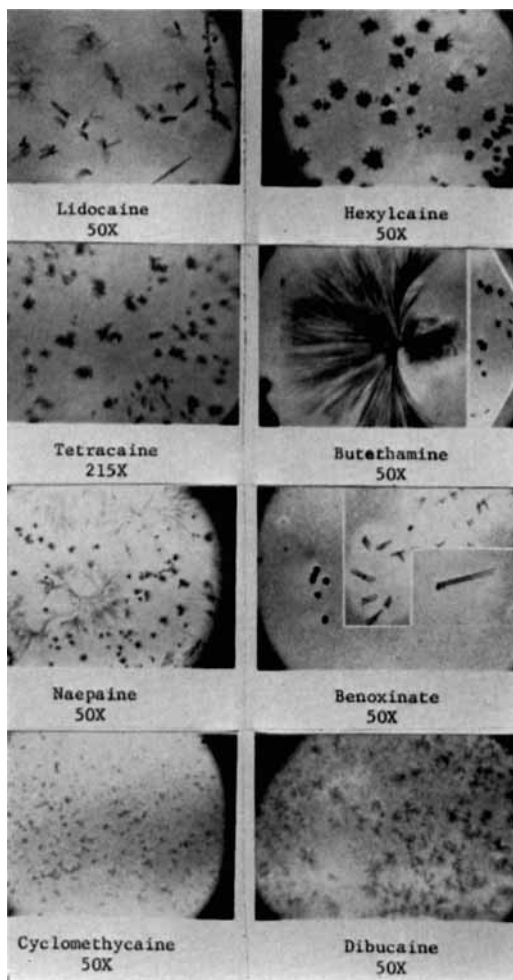 Lidocaine
50X
Hexylcaine
50X
Tetracaine
215X
Butethamine
50X
Naepaine
50X
Benoxinate
50X
Cyclomethycaine
50X
Dibucaine
50X